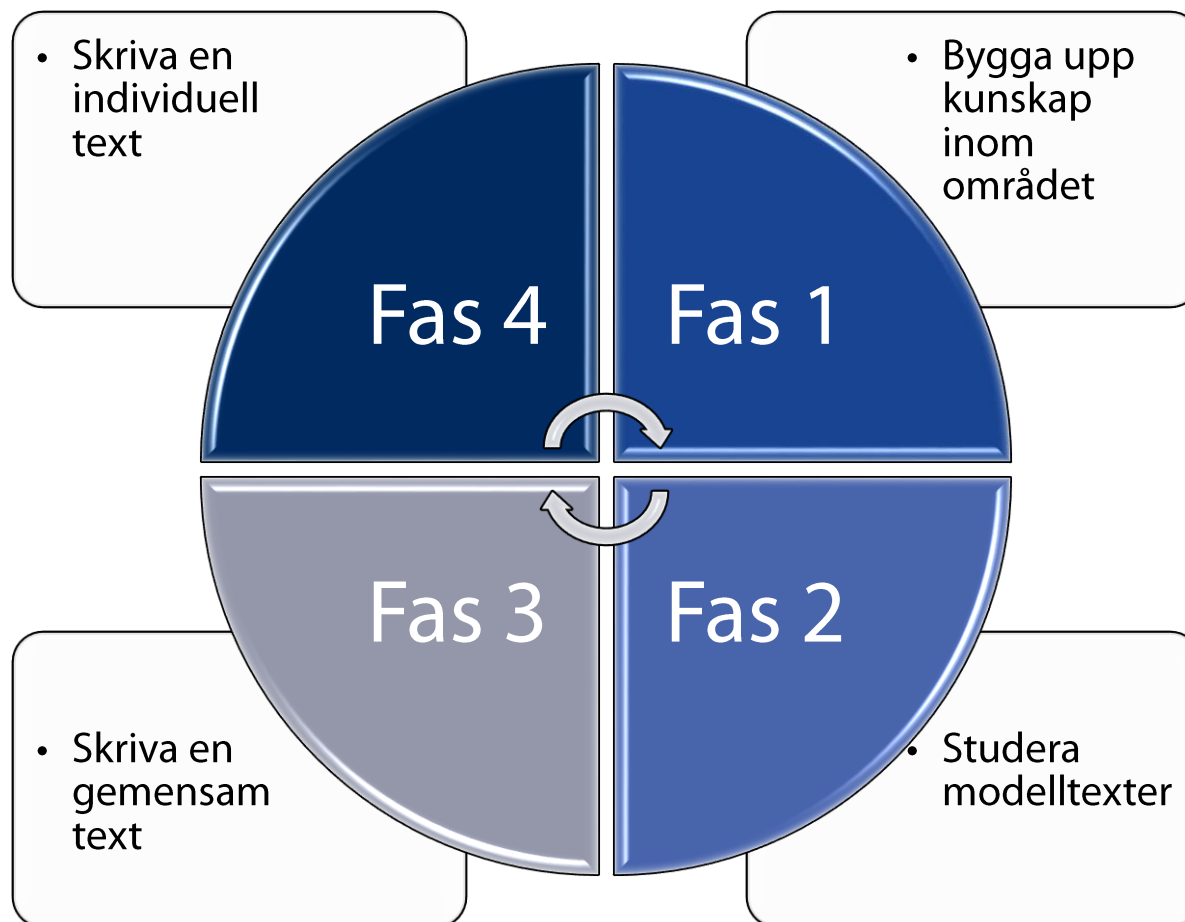 • Skriva en
individuell
text
• Bygga upp
kunskap
inom
området
Fas 4
Fas 1
Fas 3
Fas 2
• Skriva en
gemensam
text
• Studera
modelltexter